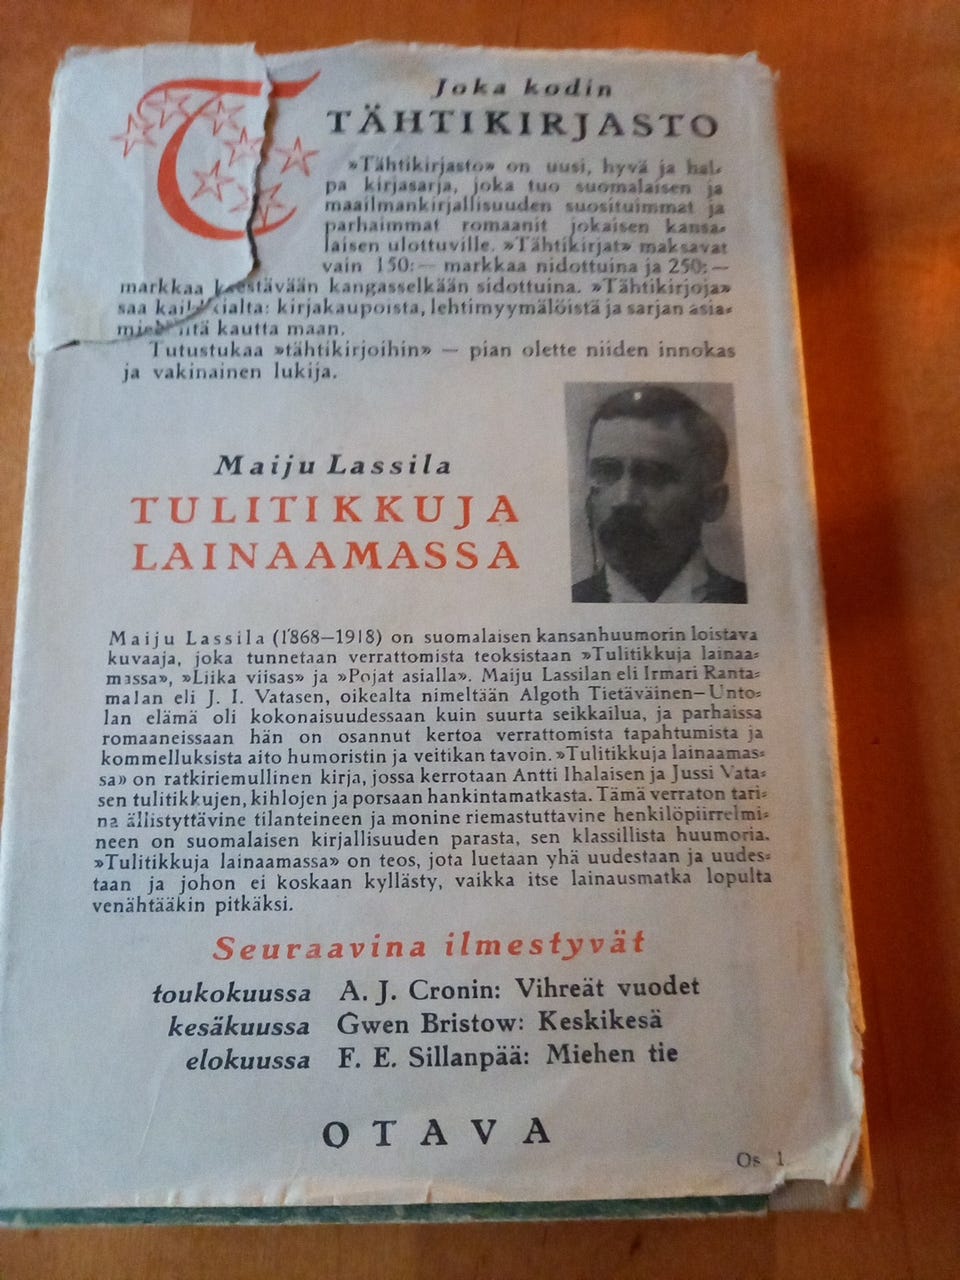 Joka kodin
TÄHTIKIRJASTO
»Tähtikirjasto» on uusi, hyvä ja hal-
pa kirjasarja, joka tuo suomalaisen ja
maailmankirjallisuuden suosituimmat ja
parhaimmat romaanit jokaisen kansa-
laisen ulottuville. »Tähtikirjat» maksavat
vain 150:— markkaa nidottuina ja 250:—
markkaa kestävään kangasselkään sidottuina. »Tähtikirjoja»
saa kaikkialta: kirjakaupoista, lehtimyymälöistä ja sarjan asia-
miehiltä kautta maan.
Tutustukaa »tähtikirjoihin» — pian olette niiden innokas
ja vakinainen lukija.
Maiju Lassila
TULITIKKUJA
LAINAAMASSA
Maiju Lassila (1868—1918) on suomalaisen kansanhuumorin loistava
kuvaaja, joka tunnetaan verrattomista teoksistaan »Tulitikkuja lainaa-
massa», »Liika viisas» ja »Pojat asialla». Maiju Lassilan eli Irmari Ranta-
malan eli J. I. Vatasen, oikealta nimeltään Algoth Tietäväinen—Unto-
lan elämä oli kokonaisuudessaan kuin suurta seikkailua, ja parhaissa
romaaneissaan hän on osannut kertoa verrattomista tapahtumista ja
kommelluksista aito humoristin ja veitikan tavoin. »Tulitikkuja lainaamas-
sa» on ratkiriemullinen kirja, jossa kerrotaan Antti Ihalaisen ja Jussi Vata-
sen tulitikkujen, kihlojen ja porsaan hankintamatkasta. Tämä verraton tari-
na ällistyttävine tilanteineen ja monine riemastuttavine henkilöpiirrelmi-
neen on suomalaisen kirjallisuuden parasta, sen klassillista huumoria.
»Tulitikkuja lainaamassa» on teos, jota luetaan yhä uudestaan ja uudes-
taan ja johon ei koskaan kyllästy, vaikka itse lainausmatka lopulta
venähtääkin pitkäksi.
Seuraavina ilmestyvät
toukokuussa A. J. Cronin: Vihreät vuodet
kesäkuussa Gwen Bristow: Keskikesä
elokuussa F. E. Sillanpää: Miehen tie
OTAVA
Os 1.